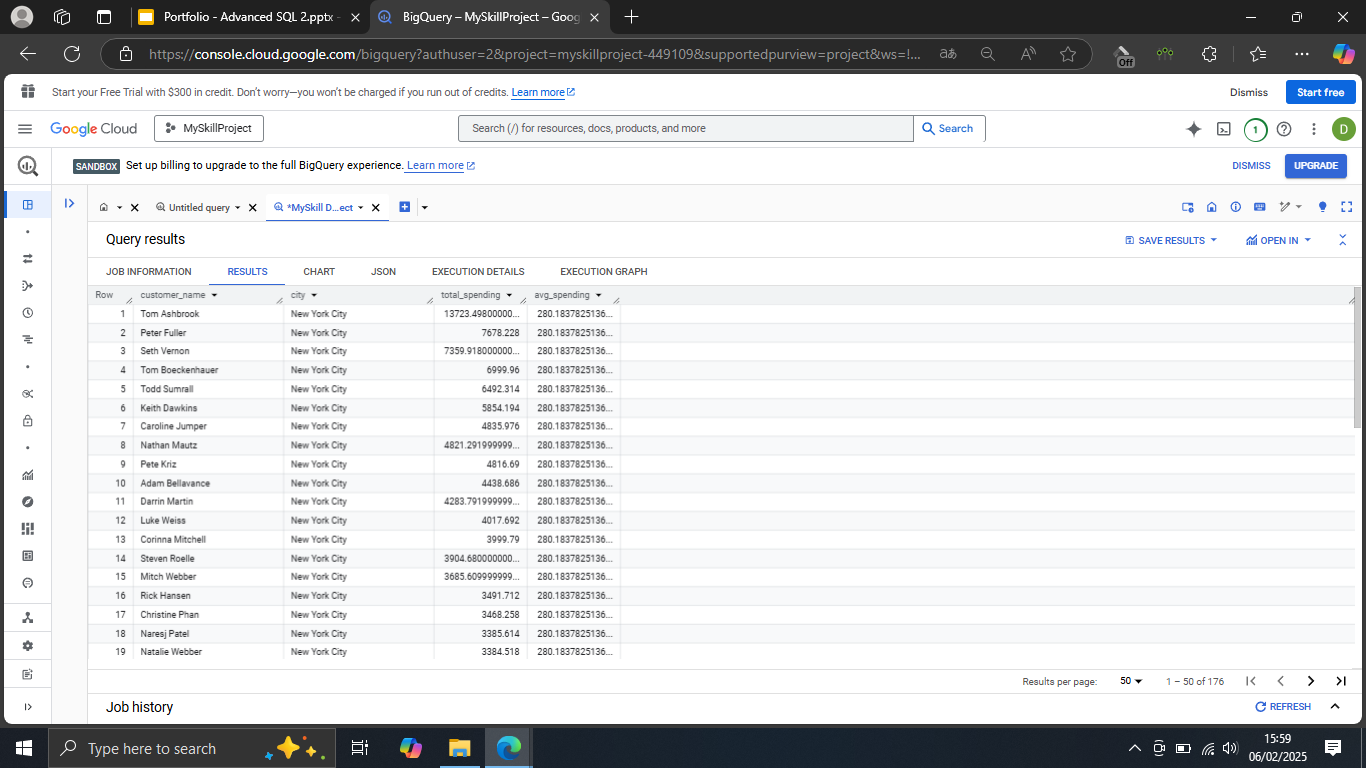 Portfolio - Advanced SQL 2.pptx -
BigQuery – MySkillProject – Goog
https://console.cloud.google.com/bigquery?authuser=2&project=myskillproject-449109&supportedpurview=project&ws=!...
Off
Start your Free Trial with $300 in credit. Don't worry—you won't be charged if you run out of credits. Learn more
Dismiss
Start free
Google Cloud
MySkillProject
Search (/) for resources, docs, products, and more
Search
1
D
SANDBOX Set up billing to upgrade to the full BigQuery experience. Learn more
DISMISS
UPGRADE
Untitled query
*MySkill D...ect
Query results
SAVE RESULTS
OPEN IN
JOB INFORMATION RESULTS CHART JSON EXECUTION DETAILS EXECUTION GRAPH
Row customer_name city total_spending avg_spending
1 Tom Ashbrook New York City 13723.49800000... 280.1837825136...
2 Peter Fuller New York City 7678.228 280.1837825136...
3 Seth Vernon New York City 7359.918000000... 280.1837825136...
4 Tom Boeckenhauer New York City 6999.96 280.1837825136...
5 Todd Sumrall New York City 6492.314 280.1837825136...
6 Keith Dawkins New York City 5854.194 280.1837825136...
7 Caroline Jumper New York City 4835.976 280.1837825136...
8 Nathan Mautz New York City 4821.291999999... 280.1837825136...
9 Pete Kriz New York City 4816.69 280.1837825136...
10 Adam Bellavance New York City 4438.686 280.1837825136...
11 Darrin Martin New York City 4283.791999999... 280.1837825136...
12 Luke Weiss New York City 4017.692 280.1837825136...
13 Corinna Mitchell New York City 3999.79 280.1837825136...
14 Steven Roelle New York City 3904.680000000... 280.1837825136...
15 Mitch Webber New York City 3685.609999999... 280.1837825136...
16 Rick Hansen New York City 3491.712 280.1837825136...
17 Christine Phan New York City 3468.258 280.1837825136...
18 Naresj Patel New York City 3385.614 280.1837825136...
19 Natalie Webber New York City 3384.518 280.1837825136...
Results per page: 50 1 – 50 of 176
Job history
REFRESH
Type here to search
15:59
06/02/2025